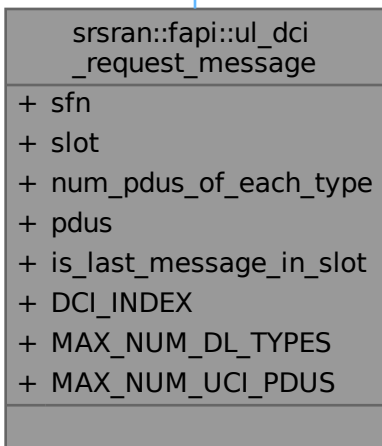 srsran::fapi::ul_dci
_request_message
+ sfn
+ slot
+ num_pdus_of_each_type
+ pdus
+ is_last_message_in_slot
+ DCI_INDEX
+ MAX_NUM_DL_TYPES
+ MAX_NUM_UCI_PDUS